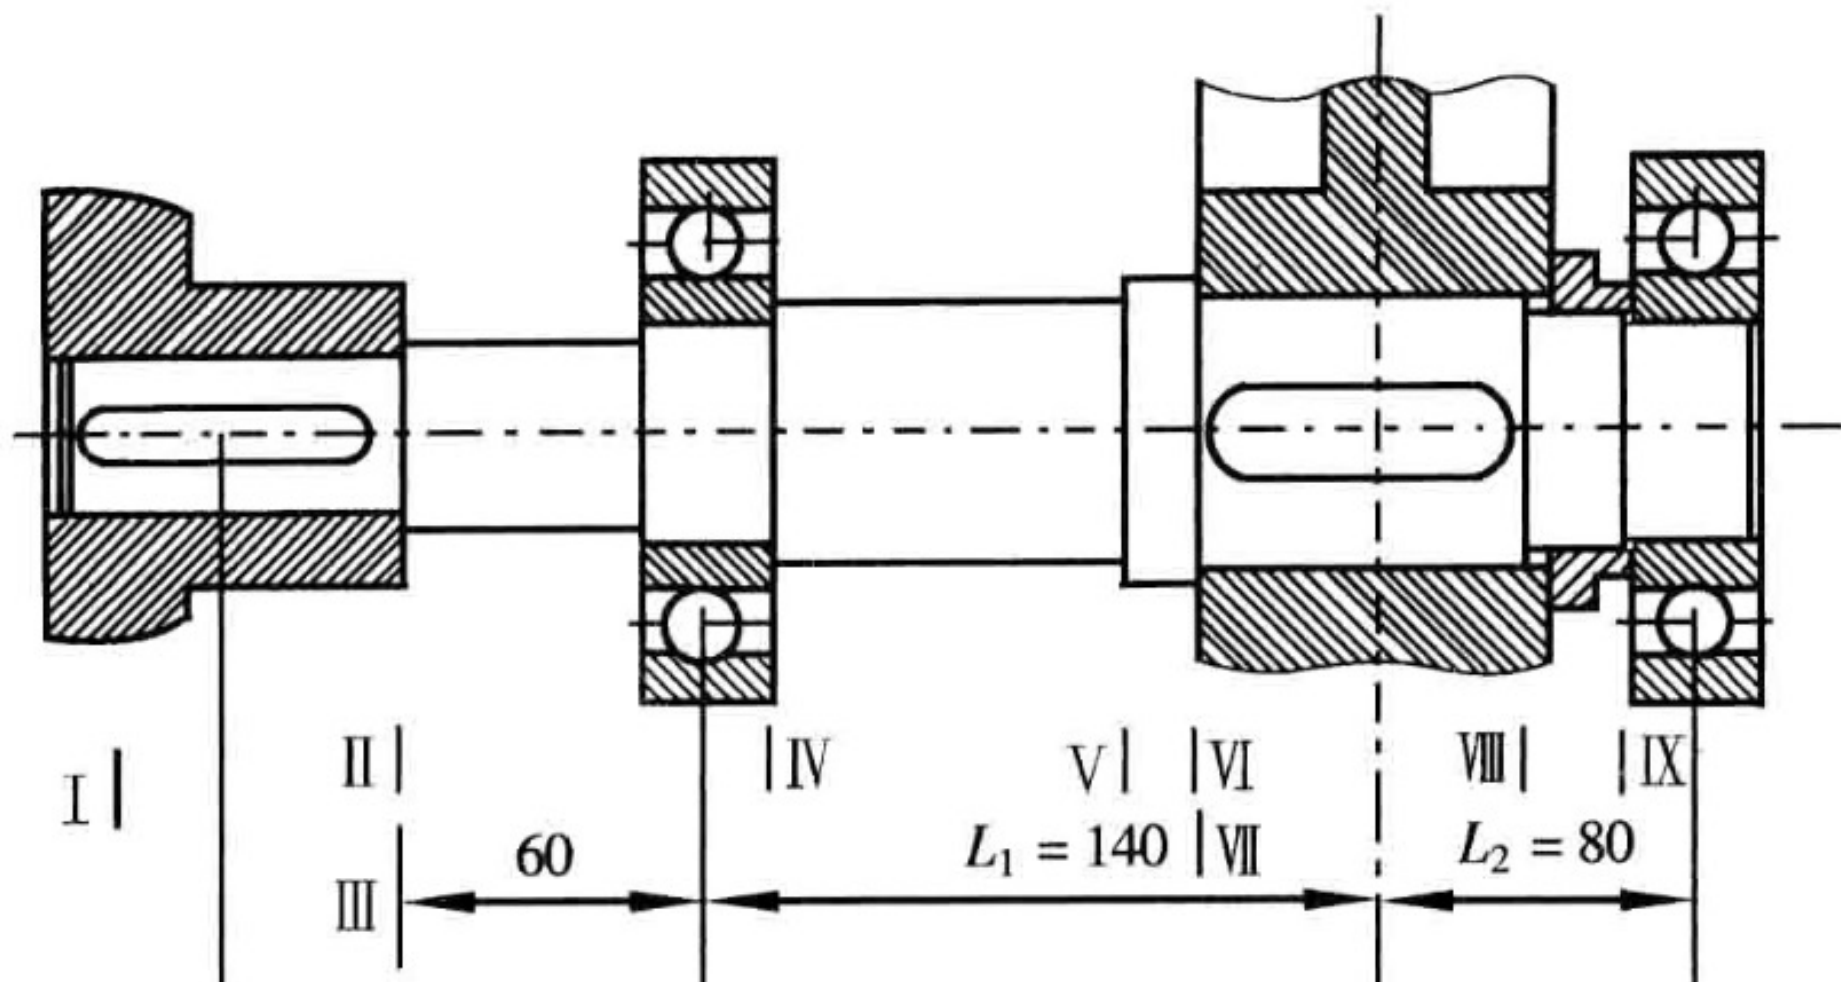 Ⅰ Ⅱ Ⅳ Ⅴ Ⅵ Ⅷ Ⅸ
60 L₁ = 140 Ⅶ L₂ = 80
Ⅲ